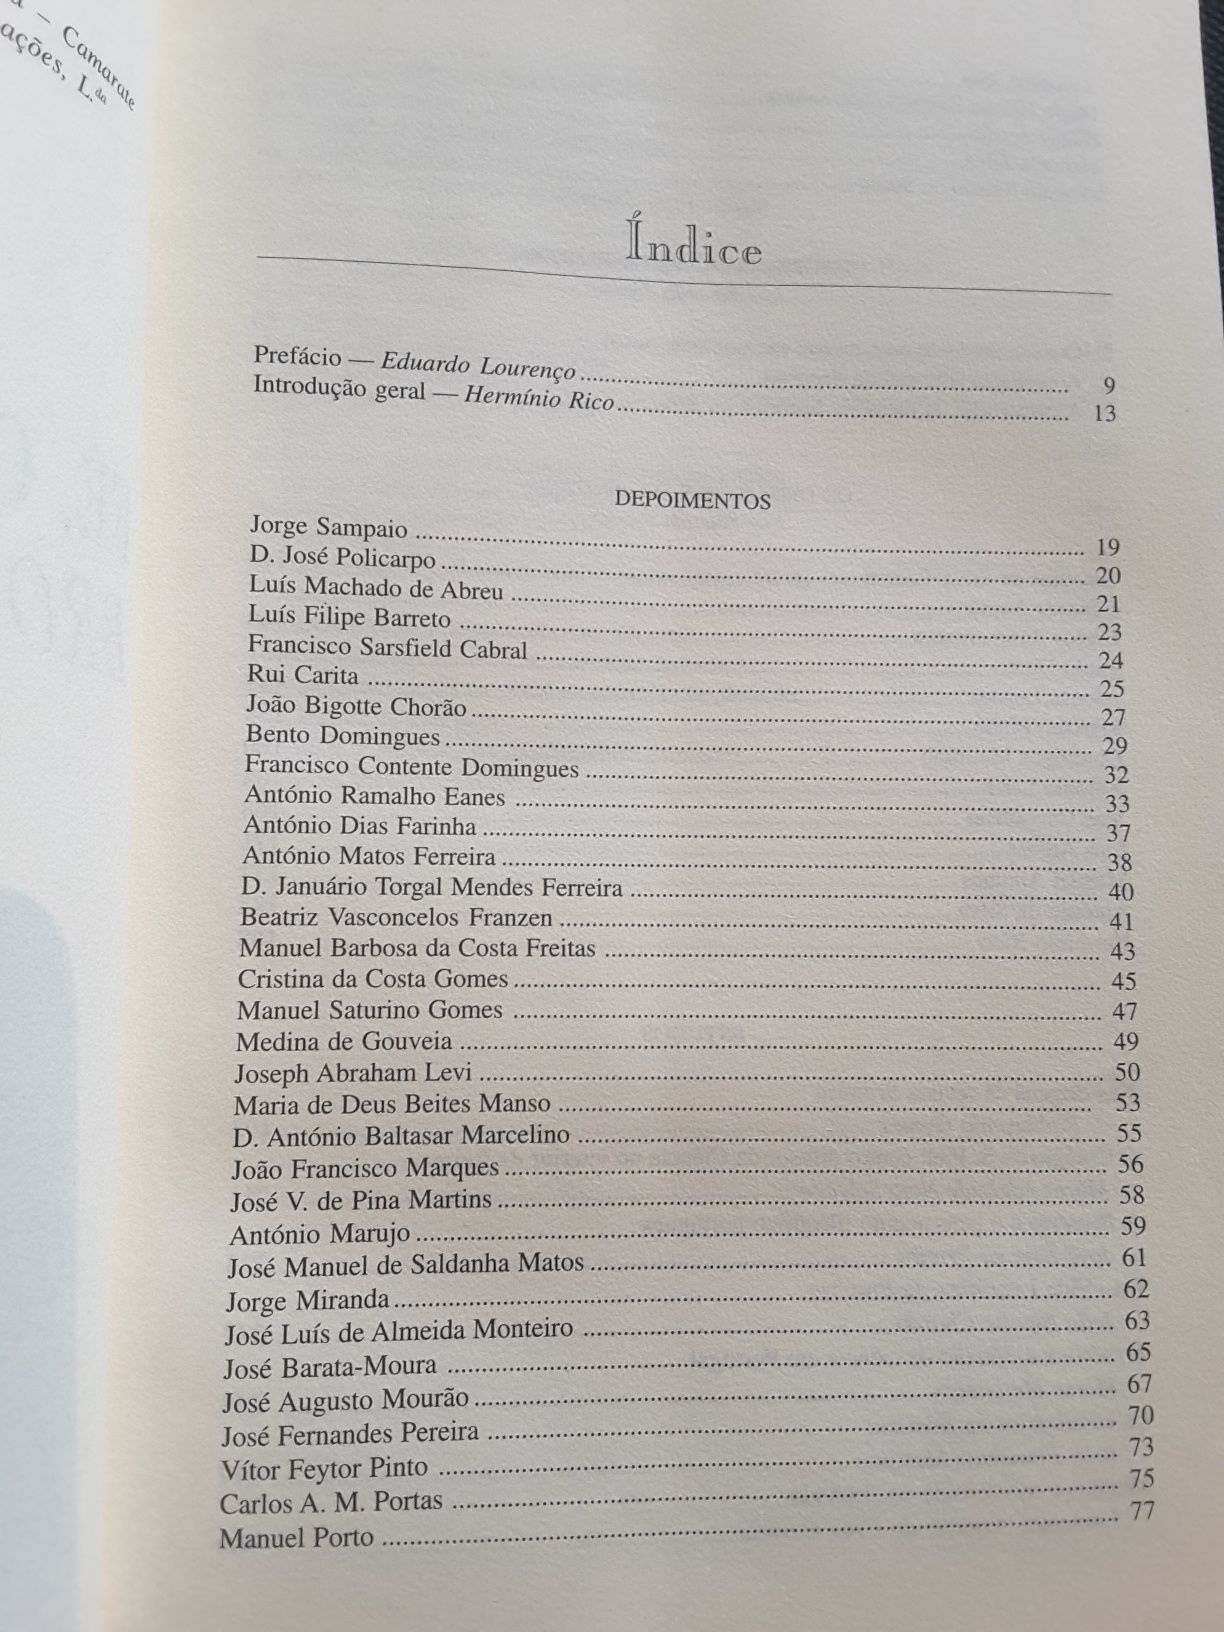 – Camarate
ações, L.da
Índice
Prefácio — Eduardo Lourenço ........ 9
Introdução geral — Hermínio Rico ........ 13
DEPOIMENTOS
Jorge Sampaio ........ 19
D. José Policarpo ........ 20
Luís Machado de Abreu ........ 21
Luís Filipe Barreto ........ 23
Francisco Sarsfield Cabral ........ 24
Rui Carita ........ 25
João Bigotte Chorão ........ 27
Bento Domingues ........ 29
Francisco Contente Domingues ........ 32
António Ramalho Eanes ........ 33
António Dias Farinha ........ 37
António Matos Ferreira ........ 38
D. Januário Torgal Mendes Ferreira ........ 40
Beatriz Vasconcelos Franzen ........ 41
Manuel Barbosa da Costa Freitas ........ 43
Cristina da Costa Gomes ........ 45
Manuel Saturino Gomes ........ 47
Medina de Gouveia ........ 49
Joseph Abraham Levi ........ 50
Maria de Deus Beites Manso ........ 53
D. António Baltasar Marcelino ........ 55
João Francisco Marques ........ 56
José V. de Pina Martins ........ 58
António Marujo ........ 59
José Manuel de Saldanha Matos ........ 61
Jorge Miranda ........ 62
José Luís de Almeida Monteiro ........ 63
José Barata-Moura ........ 65
José Augusto Mourão ........ 67
José Fernandes Pereira ........ 70
Vítor Feytor Pinto ........ 73
Carlos A. M. Portas ........ 75
Manuel Porto ........ 77